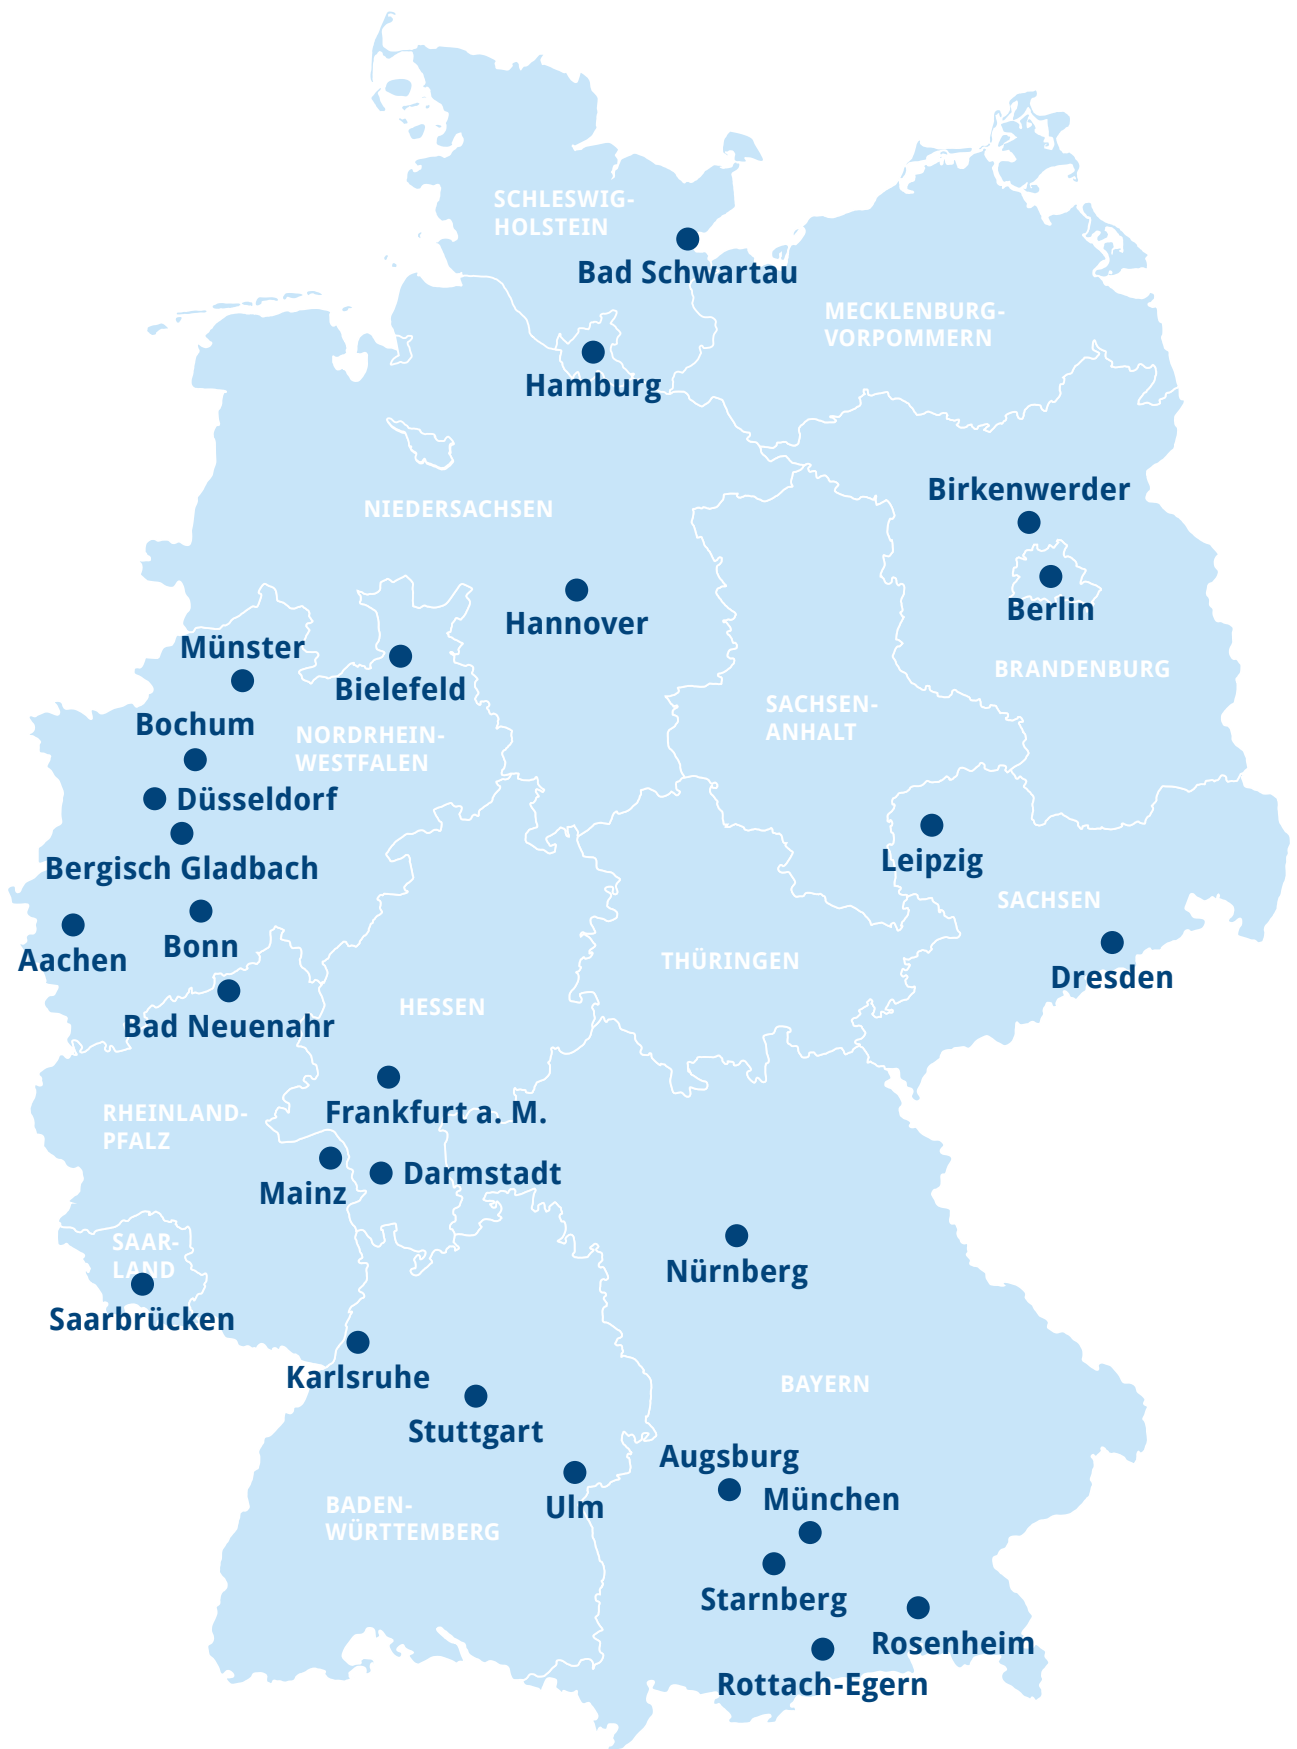 SCHLESWIG-
HOLSTEIN
Bad Schwartau
MECKLENBURG-
VORPOMMERN
Hamburg
Birkenwerder
NIEDERSACHSEN
Berlin
Hannover
Münster
BRANDENBURG
Bielefeld
SACHSEN-
ANHALT
Bochum
NORDRHEIN-
WESTFALEN
Düsseldorf
Bergisch Gladbach
Leipzig
SACHSEN
Bonn
Aachen
THÜRINGEN
Dresden
HESSEN
Bad Neuenahr
Frankfurt a. M.
RHEINLAND-
PFALZ
Darmstadt
Mainz
SAAR-
LAND
Nürnberg
Saarbrücken
Karlsruhe
BAYERN
Stuttgart
Augsburg
München
Ulm
BADEN-
WÜRTTEMBERG
Starnberg
Rosenheim
Rottach-Egern